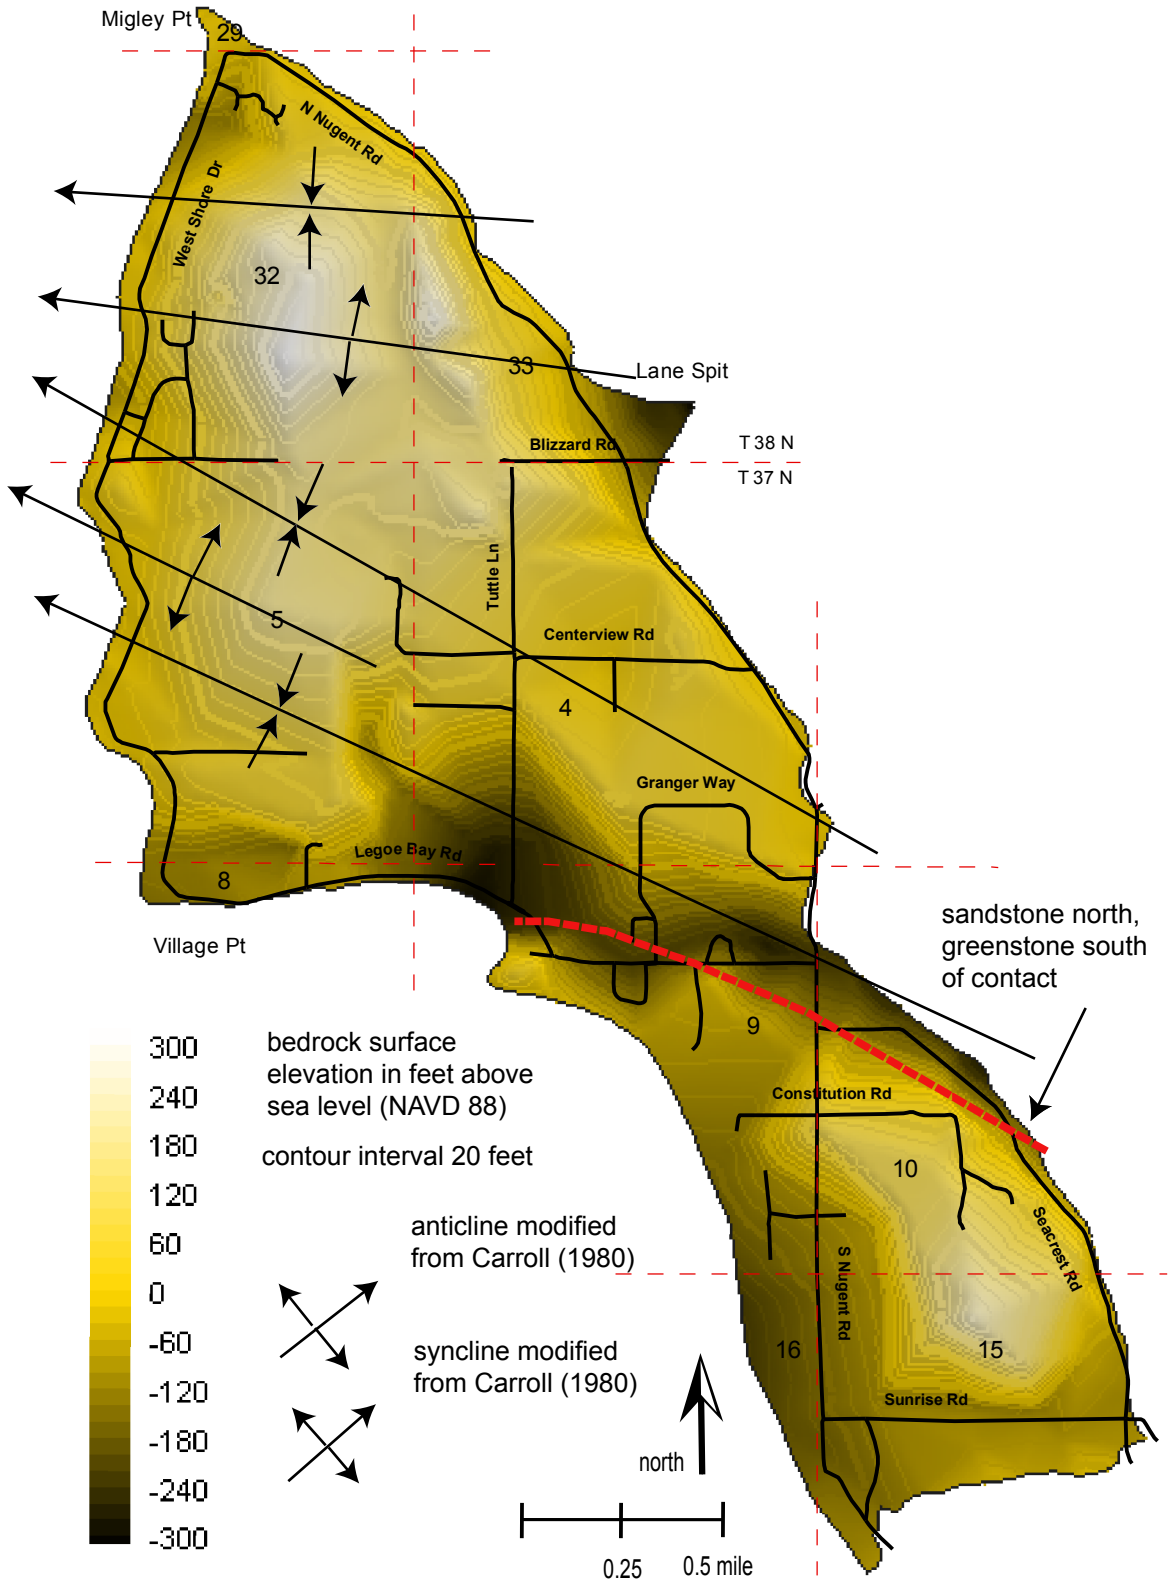 Migley Pt
29
N Nugent Rd
West Shore Dr
32
33
Lane Spit
Blizzard Rd
T 38 N
T 37 N
Tuttle Ln
5
Centerview Rd
4
Granger Way
Legoe Bay Rd
8
Village Pt
sandstone north,
greenstone south
of contact
9
Constitution Rd
10
Seacrest Rd
S Nugent Rd
16
15
Sunrise Rd
300
240
180
120
60
0
-60
-120
-180
-240
-300
bedrock surface
elevation in feet above
sea level (NAVD 88)
contour interval 20 feet
anticline modified
from Carroll (1980)
syncline modified
from Carroll (1980)
north
0.25
0.5 mile